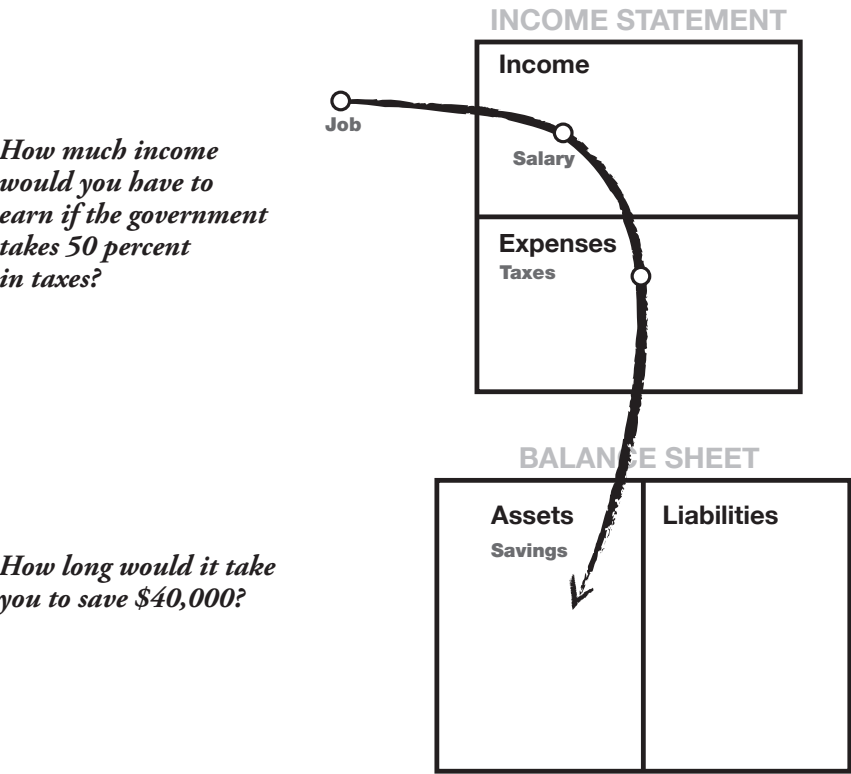 INCOME STATEMENT
Income
Job
Salary
How much income
would you have to
earn if the government
takes 50 percent
in taxes?
Expenses
Taxes
BALANCE SHEET
Assets
Liabilities
Savings
How long would it take
you to save $40,000?